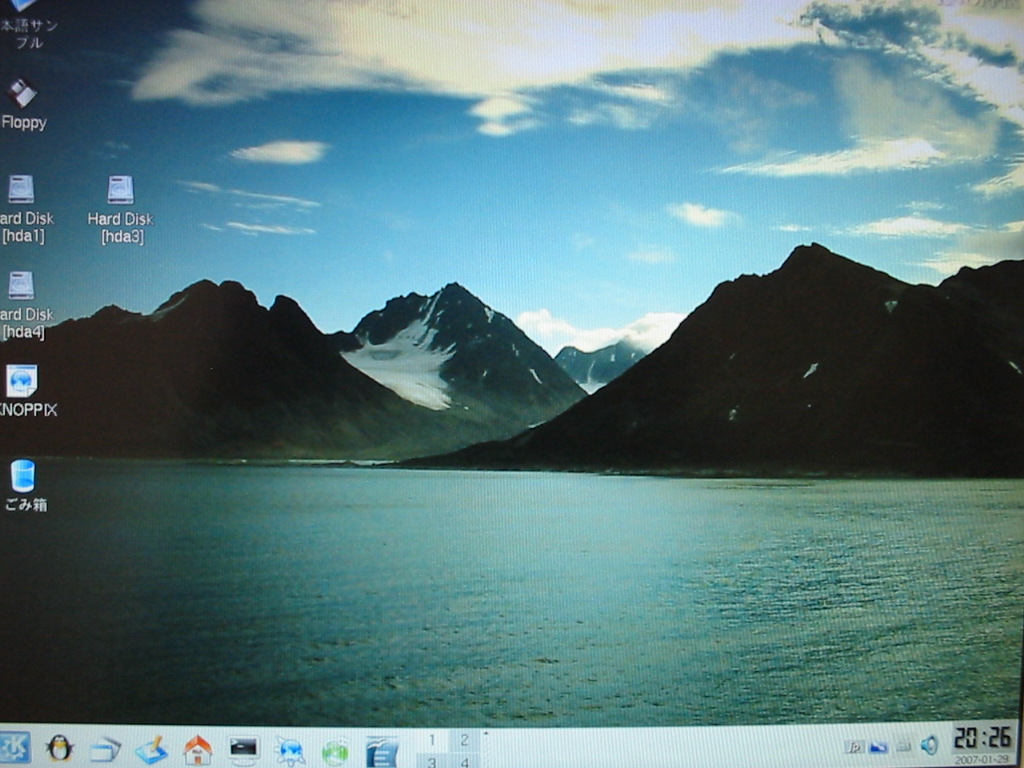 本語サン
プル
Floppy
ard Disk
[hda1]
Hard Disk
[hda3]
ard Disk
[hda4]
KNOPPIX
ごみ箱
1 2
3 4
JP
20:26
2007-01-29